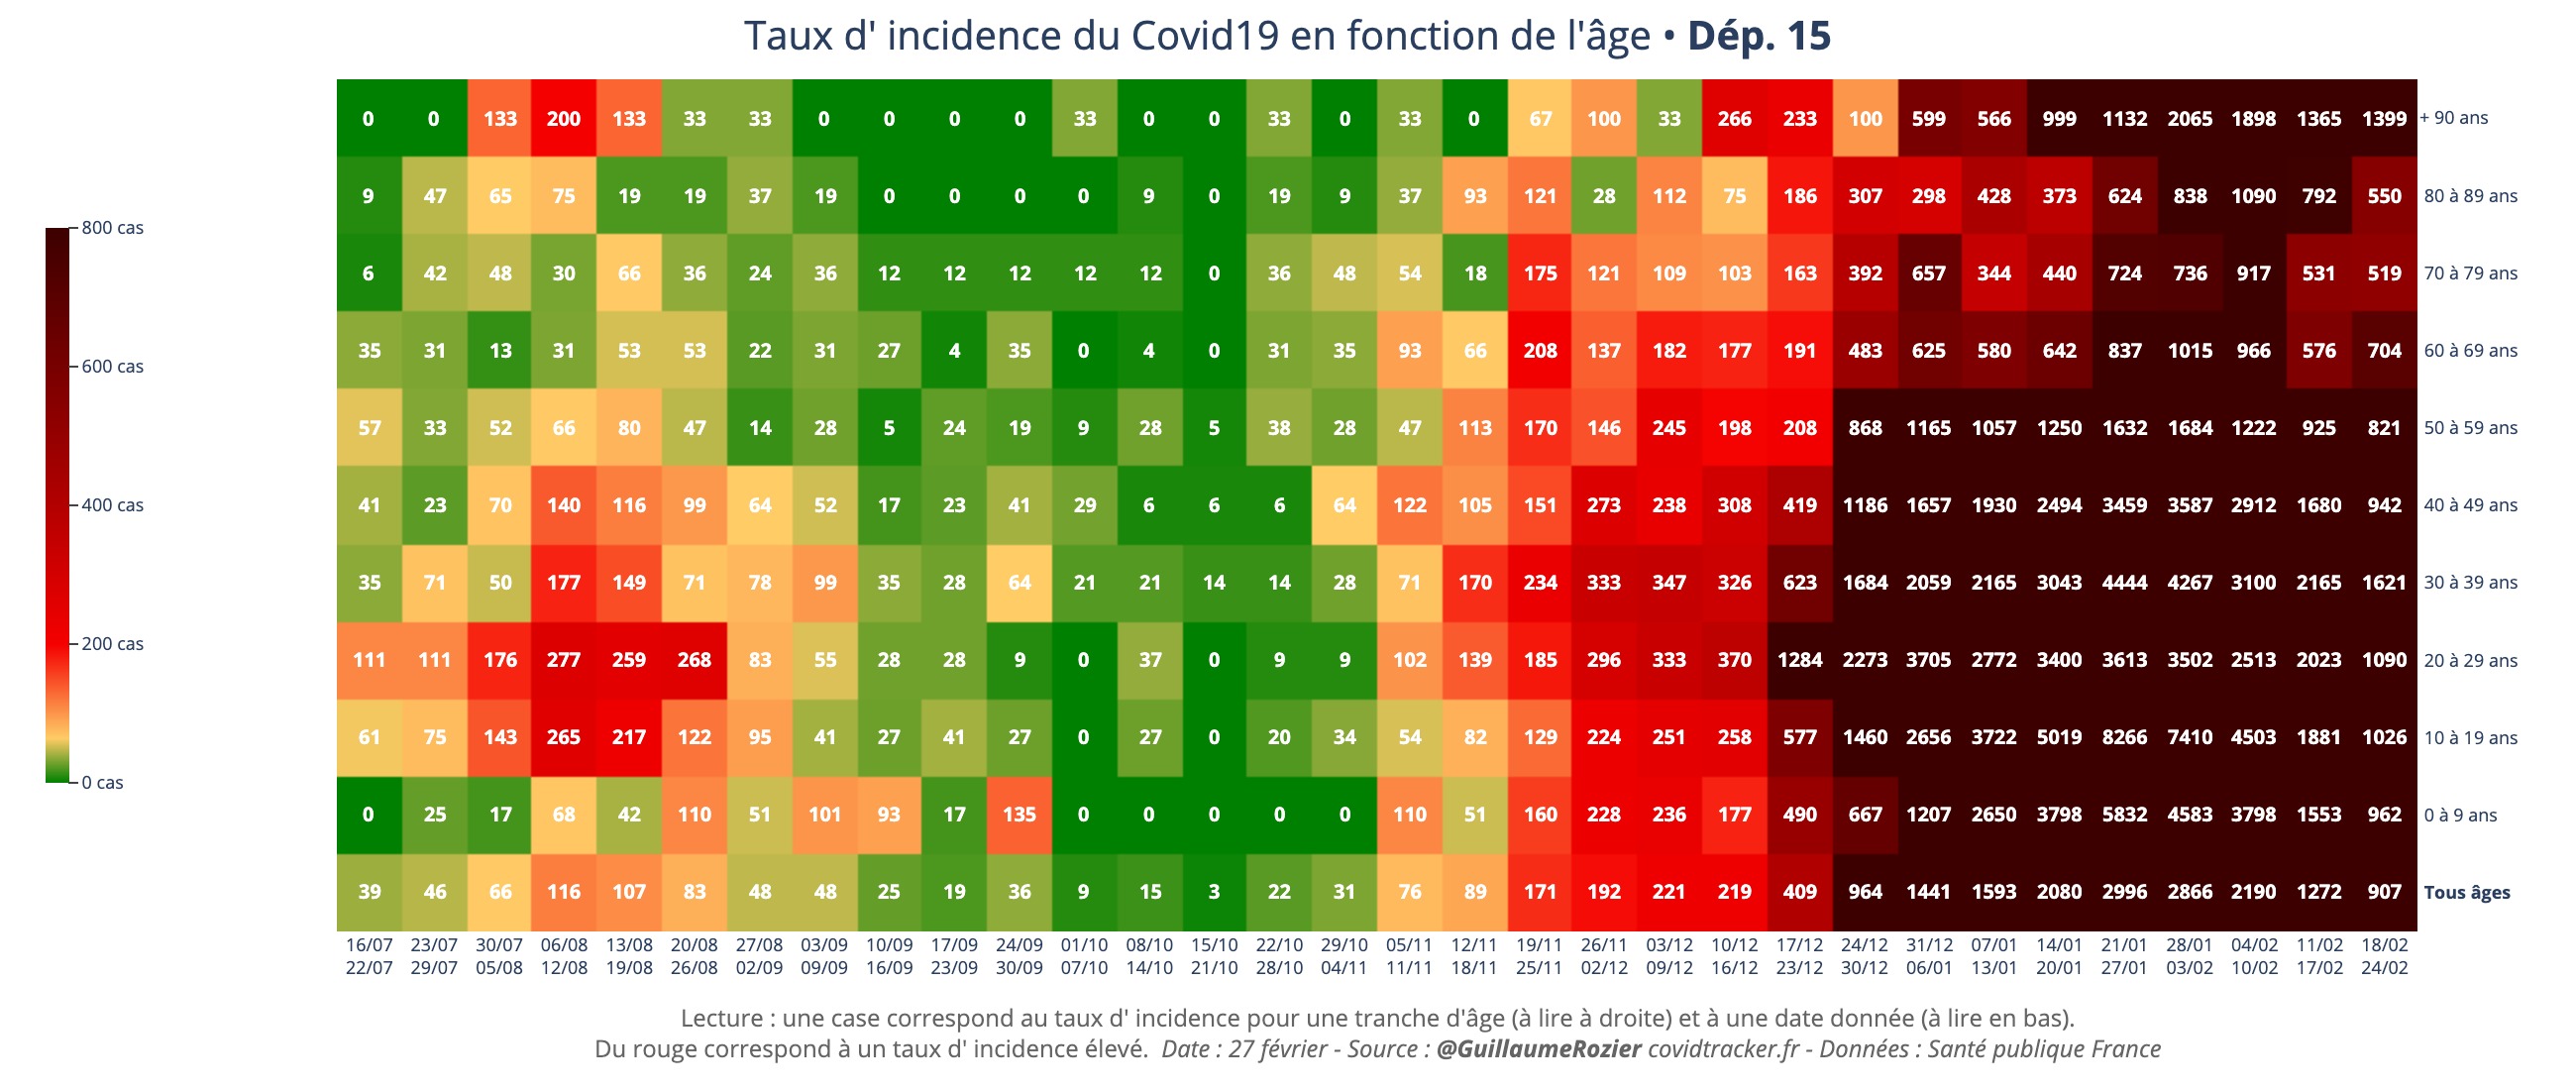 Taux d' incidence du Covid19 en fonction de l'âge • Dép. 15
0 0 133 200 133 33 33 0 0 0 0 33 0 0 33 0 33 0 67 100 33 266 233 100 599 566 999 1132 2065 1898 1365 1399 + 90 ans
9 47 65 75 19 19 37 19 0 0 0 0 9 0 19 9 37 93 121 28 112 75 186 307 298 428 373 624 838 1090 792 550 80 à 89 ans
800 cas
6 42 48 30 66 36 24 36 12 12 12 12 12 0 36 48 54 18 175 121 109 103 163 392 657 344 440 724 736 917 531 519 70 à 79 ans
35 31 13 31 53 53 22 31 27 4 35 0 4 0 31 35 93 66 208 137 182 177 191 483 625 580 642 837 1015 966 576 704 60 à 69 ans
600 cas
57 33 52 66 80 47 14 28 5 24 19 9 28 5 38 28 47 113 170 146 245 198 208 868 1165 1057 1250 1632 1684 1222 925 821 50 à 59 ans
400 cas
41 23 70 140 116 99 64 52 17 23 41 29 6 6 6 64 122 105 151 273 238 308 419 1186 1657 1930 2494 3459 3587 2912 1680 942 40 à 49 ans
35 71 50 177 149 71 78 99 35 28 64 21 21 14 14 28 71 170 234 333 347 326 623 1684 2059 2165 3043 4444 4267 3100 2165 1621 30 à 39 ans
200 cas
111 111 176 277 259 268 83 55 28 28 9 0 37 0 9 9 102 139 185 296 333 370 1284 2273 3705 2772 3400 3613 3502 2513 2023 1090 20 à 29 ans
61 75 143 265 217 122 95 41 27 41 27 0 27 0 20 34 54 82 129 224 251 258 577 1460 2656 3722 5019 8266 7410 4503 1881 1026 10 à 19 ans
0 cas
0 25 17 68 42 110 51 101 93 17 135 0 0 0 0 0 110 51 160 228 236 177 490 667 1207 2650 3798 5832 4583 3798 1553 962 0 à 9 ans
39 46 66 116 107 83 48 48 25 19 36 9 15 3 22 31 76 89 171 192 221 219 409 964 1441 1593 2080 2996 2866 2190 1272 907 Tous âges
16/07 23/07 30/07 06/08 13/08 20/08 27/08 03/09 10/09 17/09 24/09 01/10 08/10 15/10 22/10 29/10 05/11 12/11 19/11 26/11 03/12 10/12 17/12 24/12 31/12 07/01 14/01 21/01 28/01 04/02 11/02 18/02
22/07 29/07 05/08 12/08 19/08 26/08 02/09 09/09 16/09 23/09 30/09 07/10 14/10 21/10 28/10 04/11 11/11 18/11 25/11 02/12 09/12 16/12 23/12 30/12 06/01 13/01 20/01 27/01 03/02 10/02 17/02 24/02
Lecture : une case correspond au taux d' incidence pour une tranche d'âge (à lire à droite) et à une date donnée (à lire en bas).
Du rouge correspond à un taux d' incidence élevé. Date : 27 février - Source : @GuillaumeRozier covidtracker.fr - Données : Santé publique France